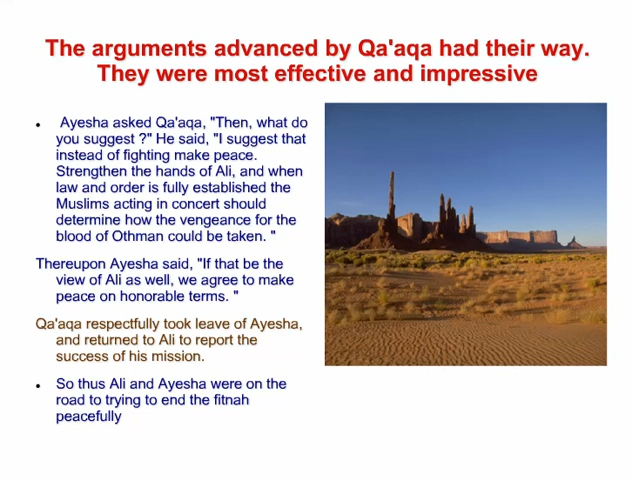 The arguments advanced by Qa'aqa had their way.
They were most effective and impressive
• Ayesha asked Qa'aqa, "Then, what do
you suggest ?" He said, "I suggest that
instead of fighting make peace.
Strengthen the hands of Ali, and when
law and order is fully established the
Muslims acting in concert should
determine how the vengeance for the
blood of Othman could be taken. "
Thereupon Ayesha said, "If that be the
view of Ali as well, we agree to make
peace on honorable terms. "
Qa'aqa respectfully took leave of Ayesha,
and returned to Ali to report the
success of his mission.
• So thus Ali and Ayesha were on the
road to trying to end the fitnah
peacefully